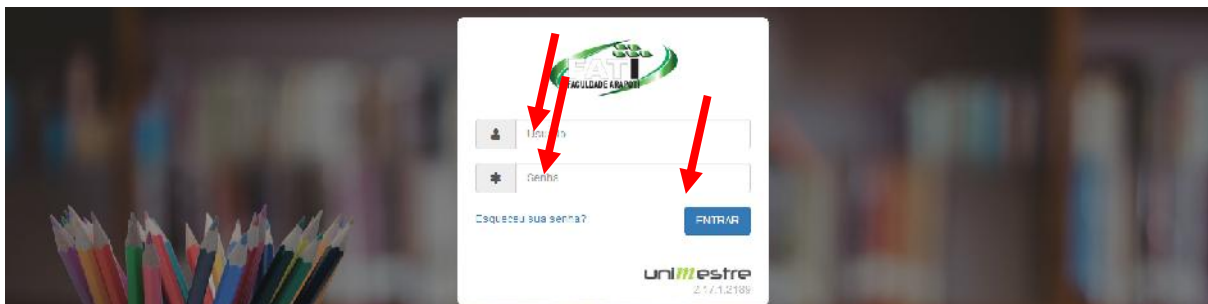 FATI
FACULDADE ARAPOTI
Usuário
Senha
Esqueceu sua senha?
ENTRAR
unimestre
2.17.1.2189